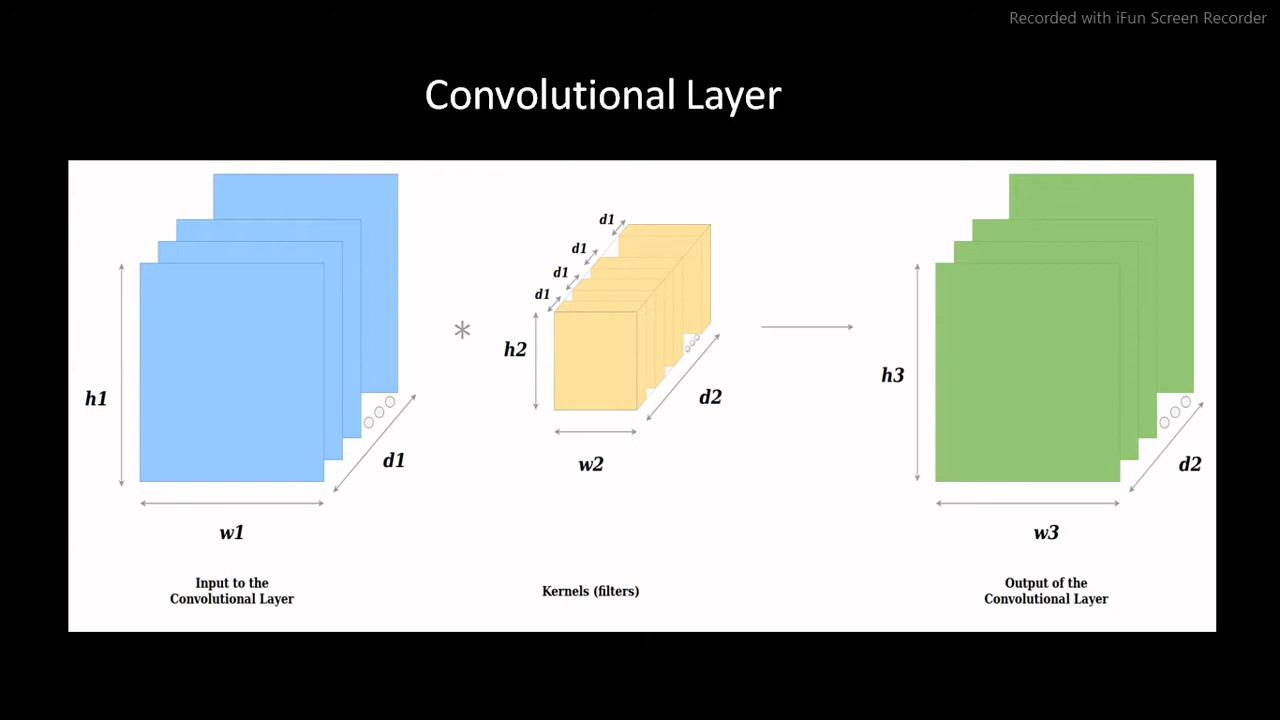 Recorded with iFun Screen Recorder
Convolutional Layer
h1
w1
d1
Input to the
Convolutional Layer
*
d1
d1
d1
d1
h2
w2
d2
Kernels (filters)
h3
w3
d2
Output of the
Convolutional Layer